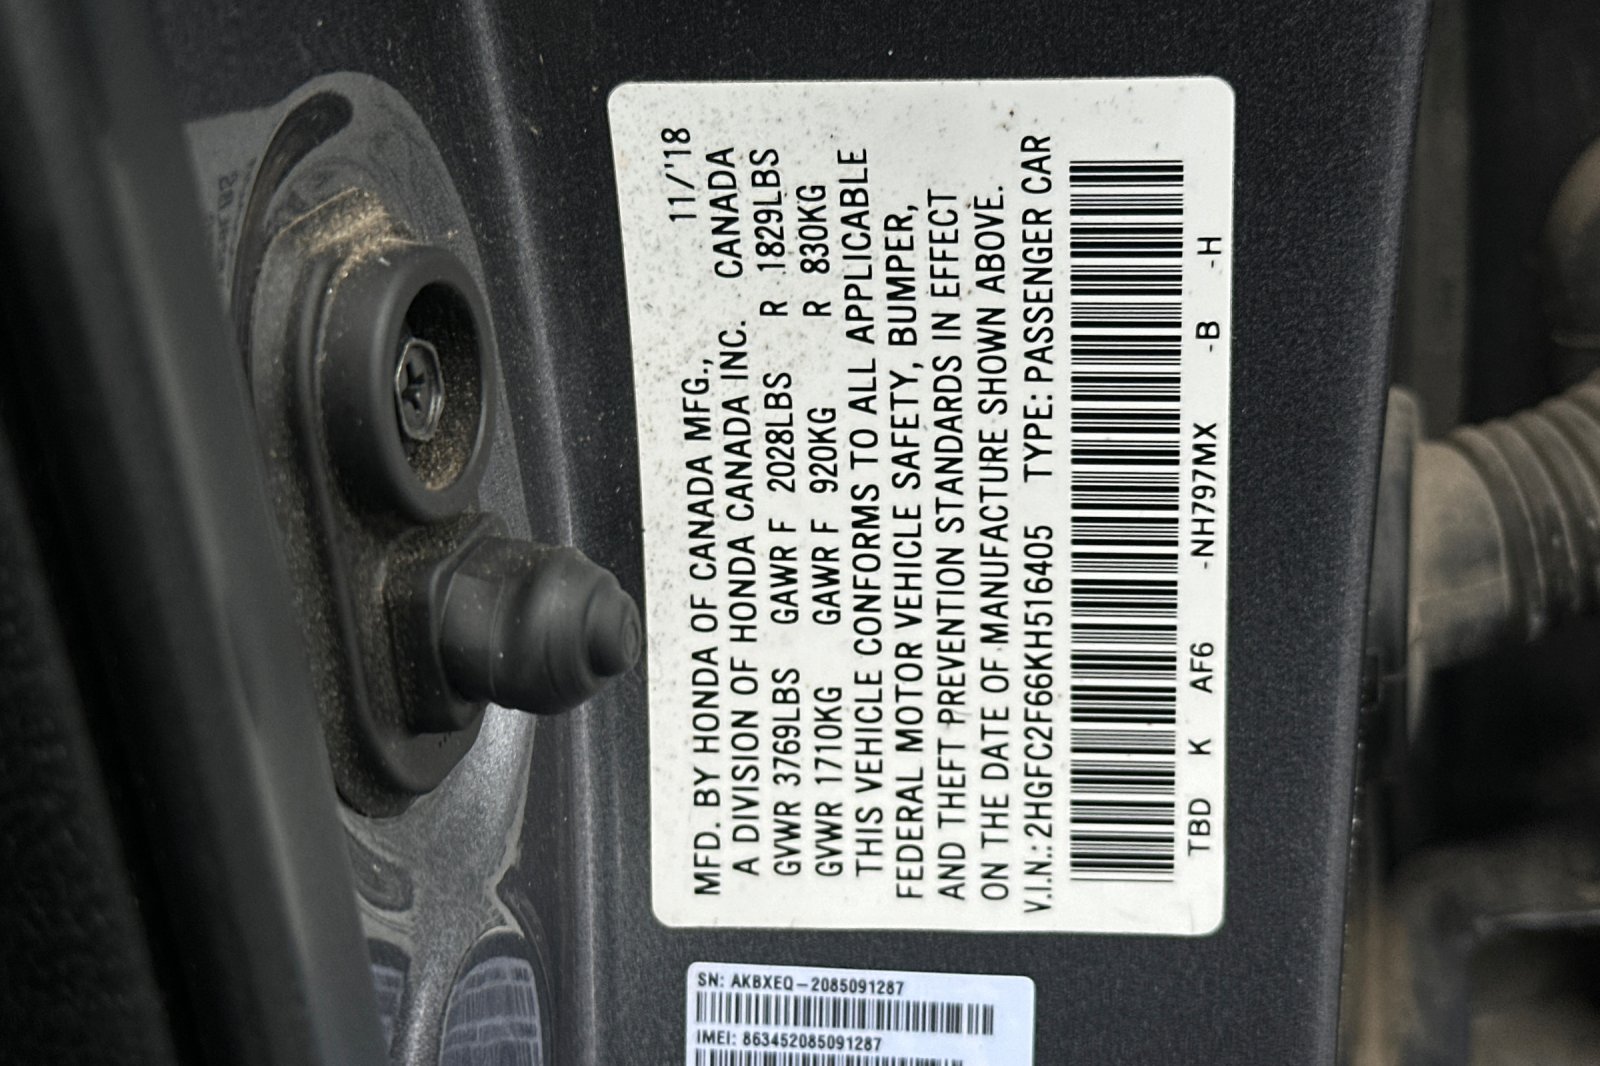 11/'18
MFD. BY HONDA OF CANADA MFG., CANADA
A DIVISION OF HONDA CANADA INC.
GVWR 3769LBS GAWR F 2028LBS R 1829LBS
GVWR 1710KG GAWR F 920KG R 830KG
THIS VEHICLE CONFORMS TO ALL APPLICABLE
FEDERAL MOTOR VEHICLE SAFETY, BUMPER,
AND THEFT PREVENTION STANDARDS IN EFFECT
ON THE DATE OF MANUFACTURE SHOWN ABOVE.
V.I.N.: 2HGFC2F66KH516405 TYPE: PASSENGER CAR
TBD K AF6 -NH797MX -B -H
SN: AKBXEQ-2085091287
IMEI: 863452085091287